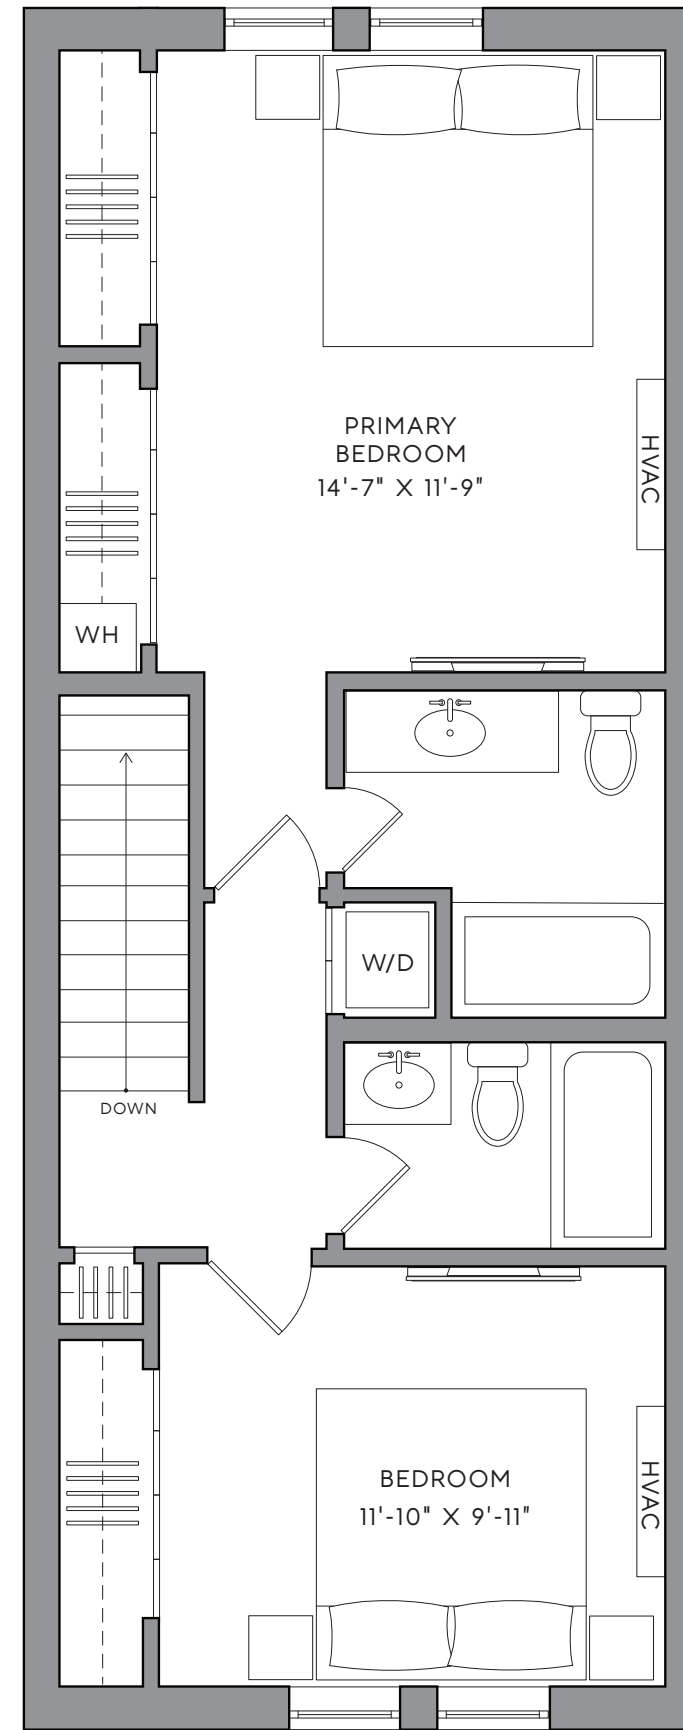 PRIMARY
BEDROOM
14'-7" X 11'-9"
HVAC
WH
W/D
DOWN
BEDROOM
11'-10" X 9'-11"
HVAC